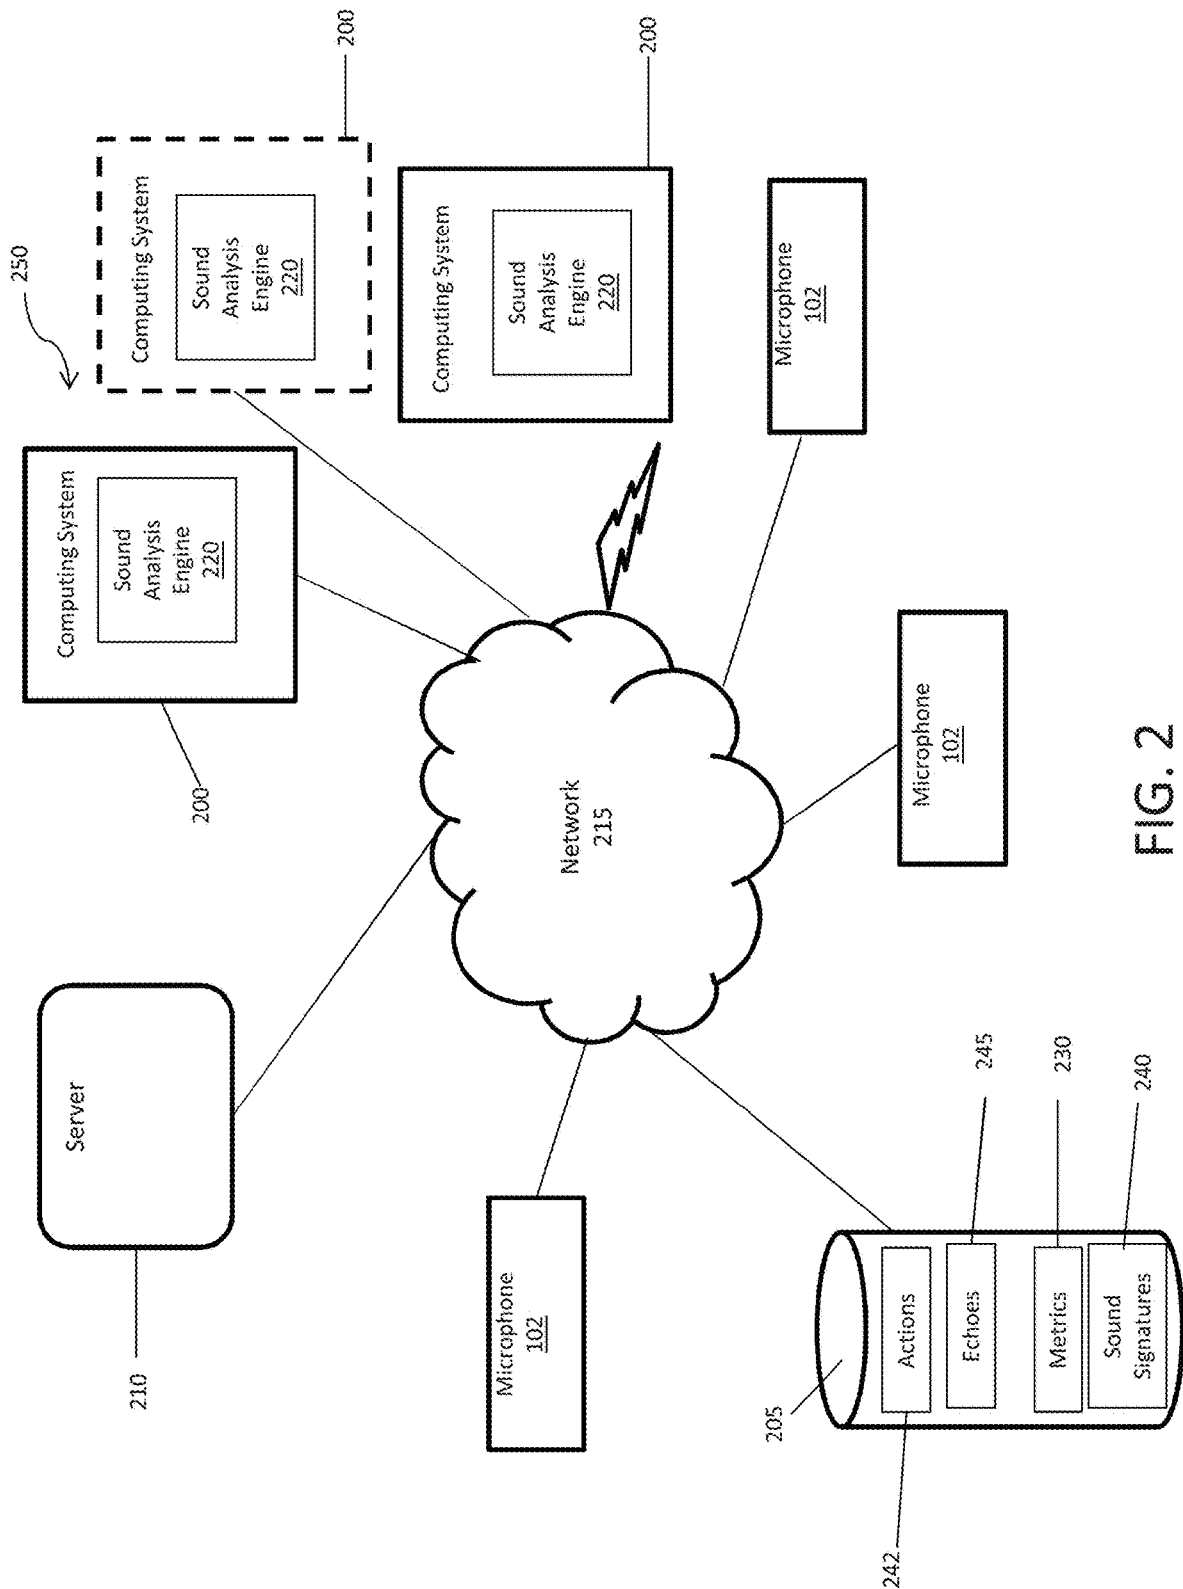 250
Server
210
Computing System
Sound
Analysis
Engine
220
200
Computing System
Sound
Analysis
Engine
220
200
Computing System
Sound
Analysis
Engine
220
200
Network
215
Microphone
102
Microphone
102
Microphone
102
205
Actions
242
Echoes
245
Metrics
230
Sound
Signatures
240
FIG. 2